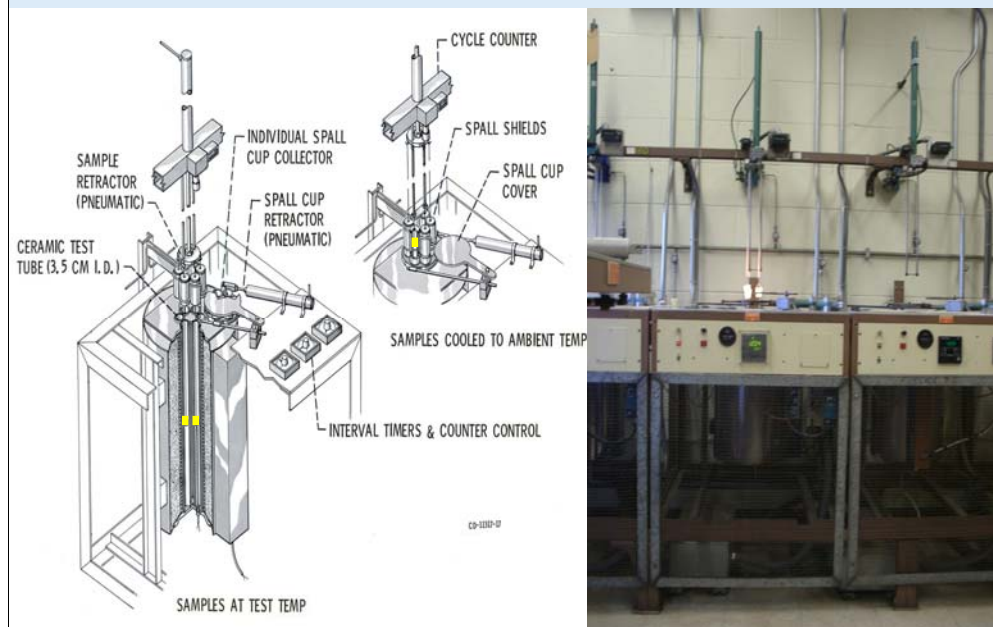 CYCLE COUNTER
INDIVIDUAL SPALL
CUP COLLECTOR
SPALL SHIELDS
SAMPLE
RETRACTOR
(PNEUMATIC)
SPALL CUP
COVER
SPALL CUP
RETRACTOR
(PNEUMATIC)
CERAMIC TEST
TUBE (3.5 CM I.D.)
SAMPLES COOLED TO AMBIENT TEMP
INTERVAL TIMERS & COUNTER CONTROL
SAMPLES AT TEST TEMP